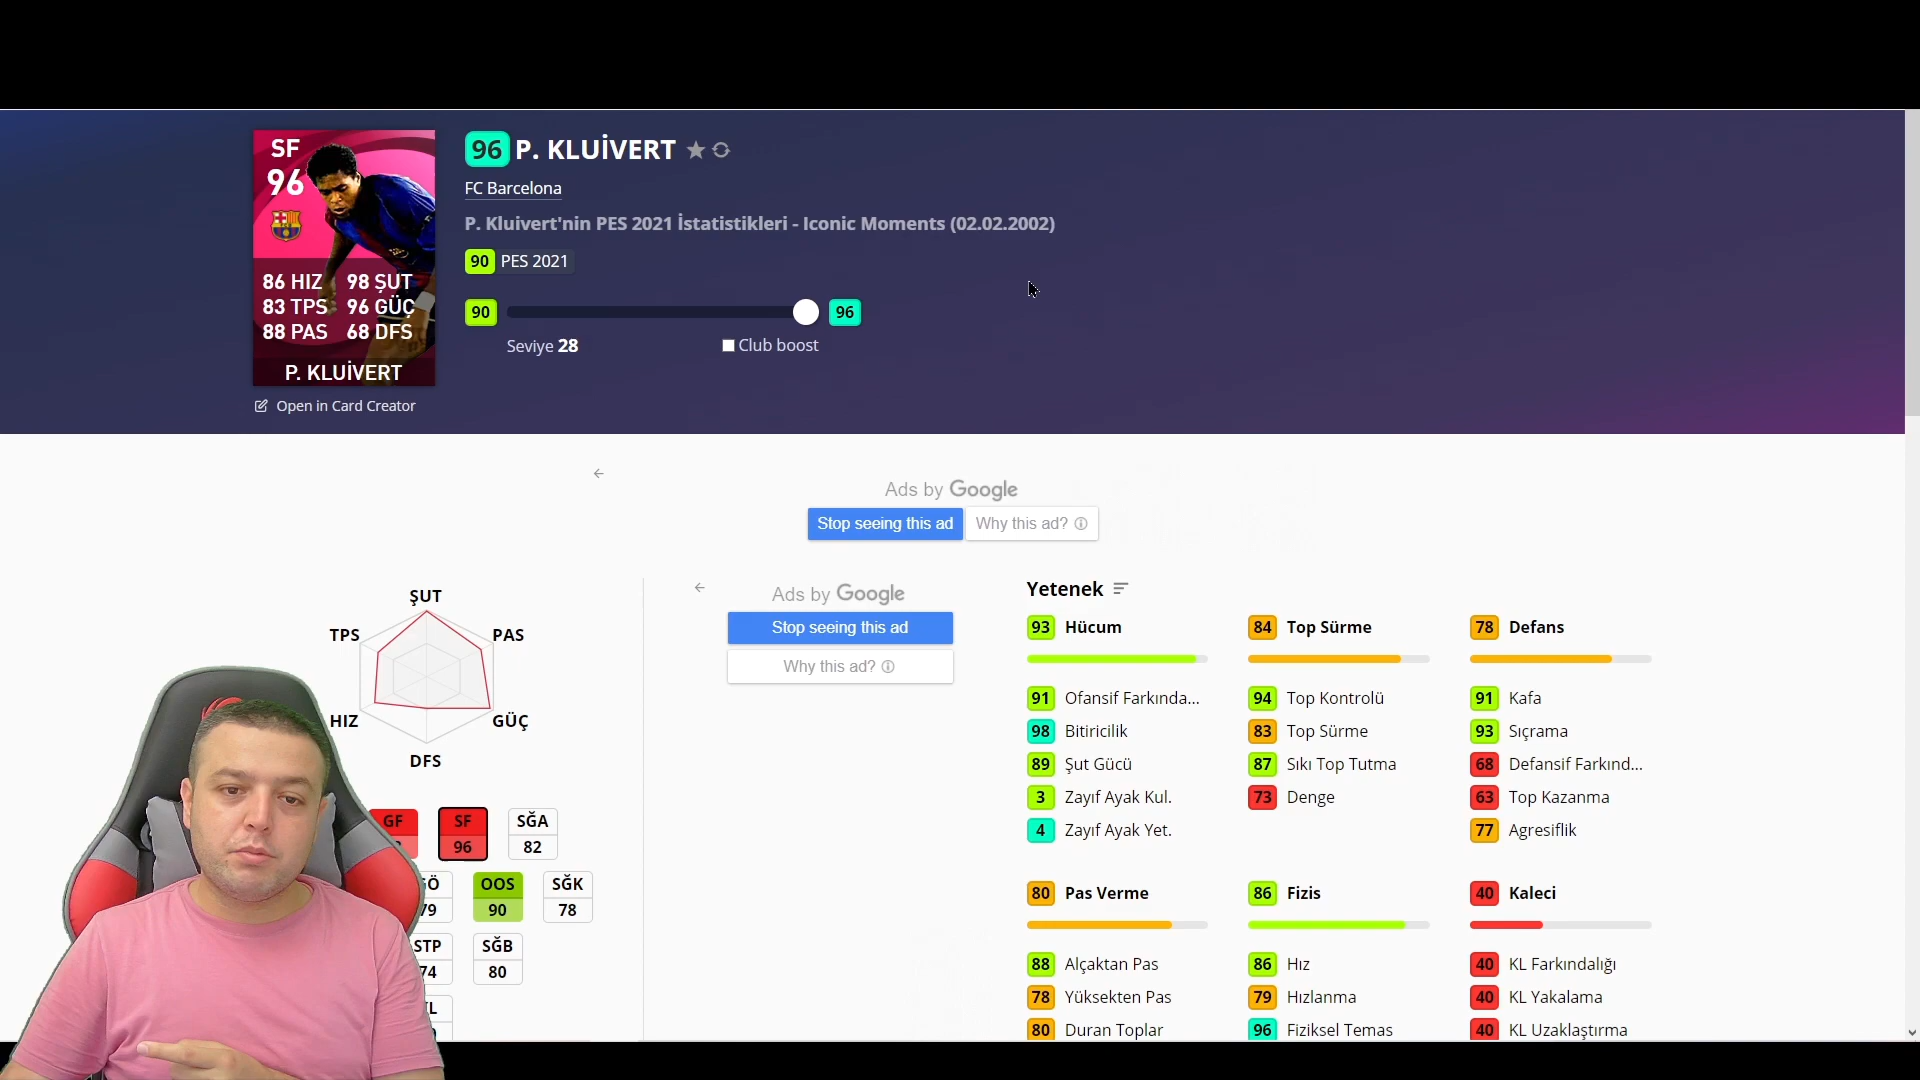 SF
96
86 HIZ 98 ŞUT
83 TPS 96 GÜÇ
88 PAS 68 DFS
P. KLUİVERT
Open in Card Creator
96 P. KLUİVERT
FC Barcelona
P. Kluivert'nin PES 2021 İstatistikleri - Iconic Moments (02.02.2002)
90 PES 2021
90 96
Seviye 28 Club boost
Ads by Google
Stop seeing this ad Why this ad?
Ads by Google
Stop seeing this ad
Why this ad?
ŞUT
TPS PAS
HIZ GÜÇ
DFS
GF SF SĞA
96 82
OOS SĞK
79 90 78
STP SĞB
74 80
Yetenek
93 Hücum
91 Ofansif Farkında...
98 Bitiricilik
89 Şut Gücü
3 Zayıf Ayak Kul.
4 Zayıf Ayak Yet.
84 Top Sürme
94 Top Kontrolü
83 Top Sürme
87 Sıkı Top Tutma
73 Denge
78 Defans
91 Kafa
93 Sıçrama
68 Defansif Farkınd...
63 Top Kazanma
77 Agresiflik
80 Pas Verme
88 Alçaktan Pas
78 Yüksekten Pas
80 Duran Toplar
86 Fizis
86 Hız
79 Hızlanma
96 Fiziksel Temas
40 Kaleci
40 KL Farkındalığı
40 KL Yakalama
40 KL Uzaklaştırma